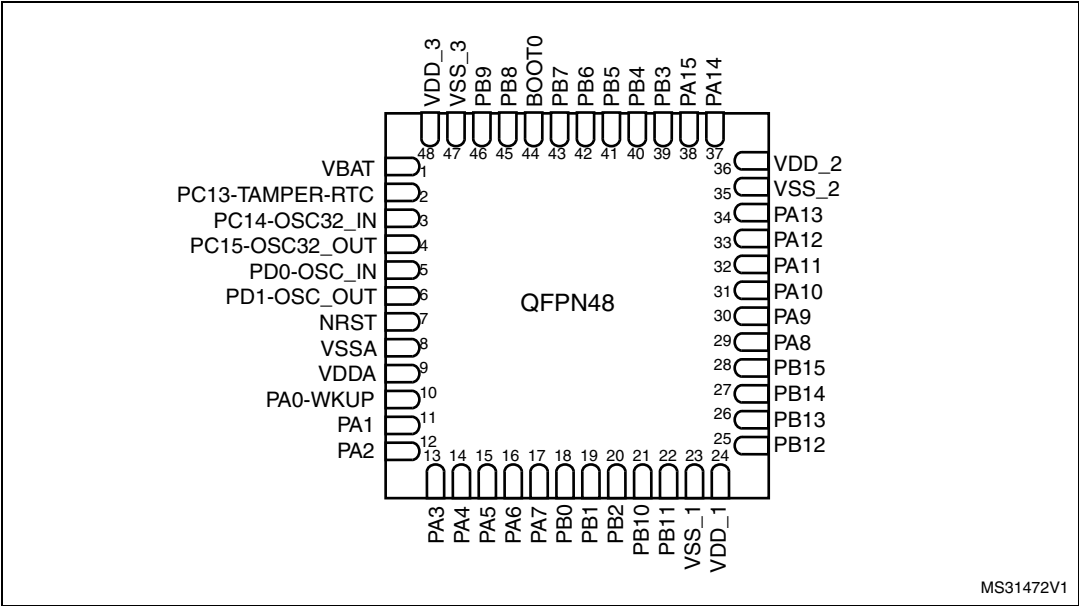 VDD_3
VSS_3
PB9
PB8
BOOT0
PB7
PB6
PB5
PB4
PB3
PA15
PA14
48 47 46 45 44 43 42 41 40 39 38 37
VBAT 1
PC13-TAMPER-RTC 2
PC14-OSC32_IN 3
PC15-OSC32_OUT 4
PD0-OSC_IN 5
PD1-OSC_OUT 6
NRST 7
VSSA 8
VDDA 9
PA0-WKUP 10
PA1 11
PA2 12
QFPN48
36 VDD_2
35 VSS_2
34 PA13
33 PA12
32 PA11
31 PA10
30 PA9
29 PA8
28 PB15
27 PB14
26 PB13
25 PB12
13 14 15 16 17 18 19 20 21 22 23 24
PA3
PA4
PA5
PA6
PA7
PB0
PB1
PB2
PB10
PB11
VSS_1
VDD_1
MS31472V1